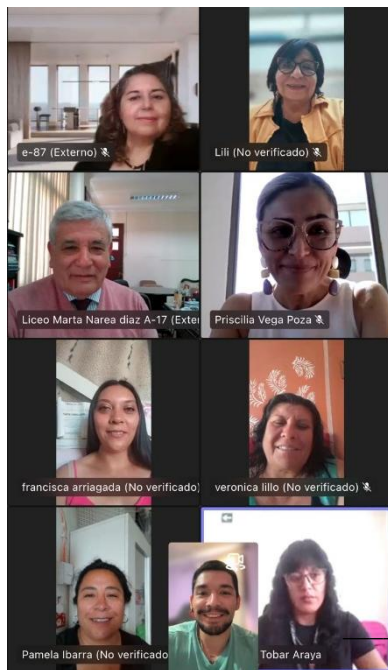 e-87 (Externo)
Lili (No verificado)
Liceo Marta Narea diaz A-17 (Exter
Priscilia Vega Poza
francisca arriagada (No verificado)
veronica lillo (No verificado)
Pamela Ibarra (No verificado
Tobar Araya